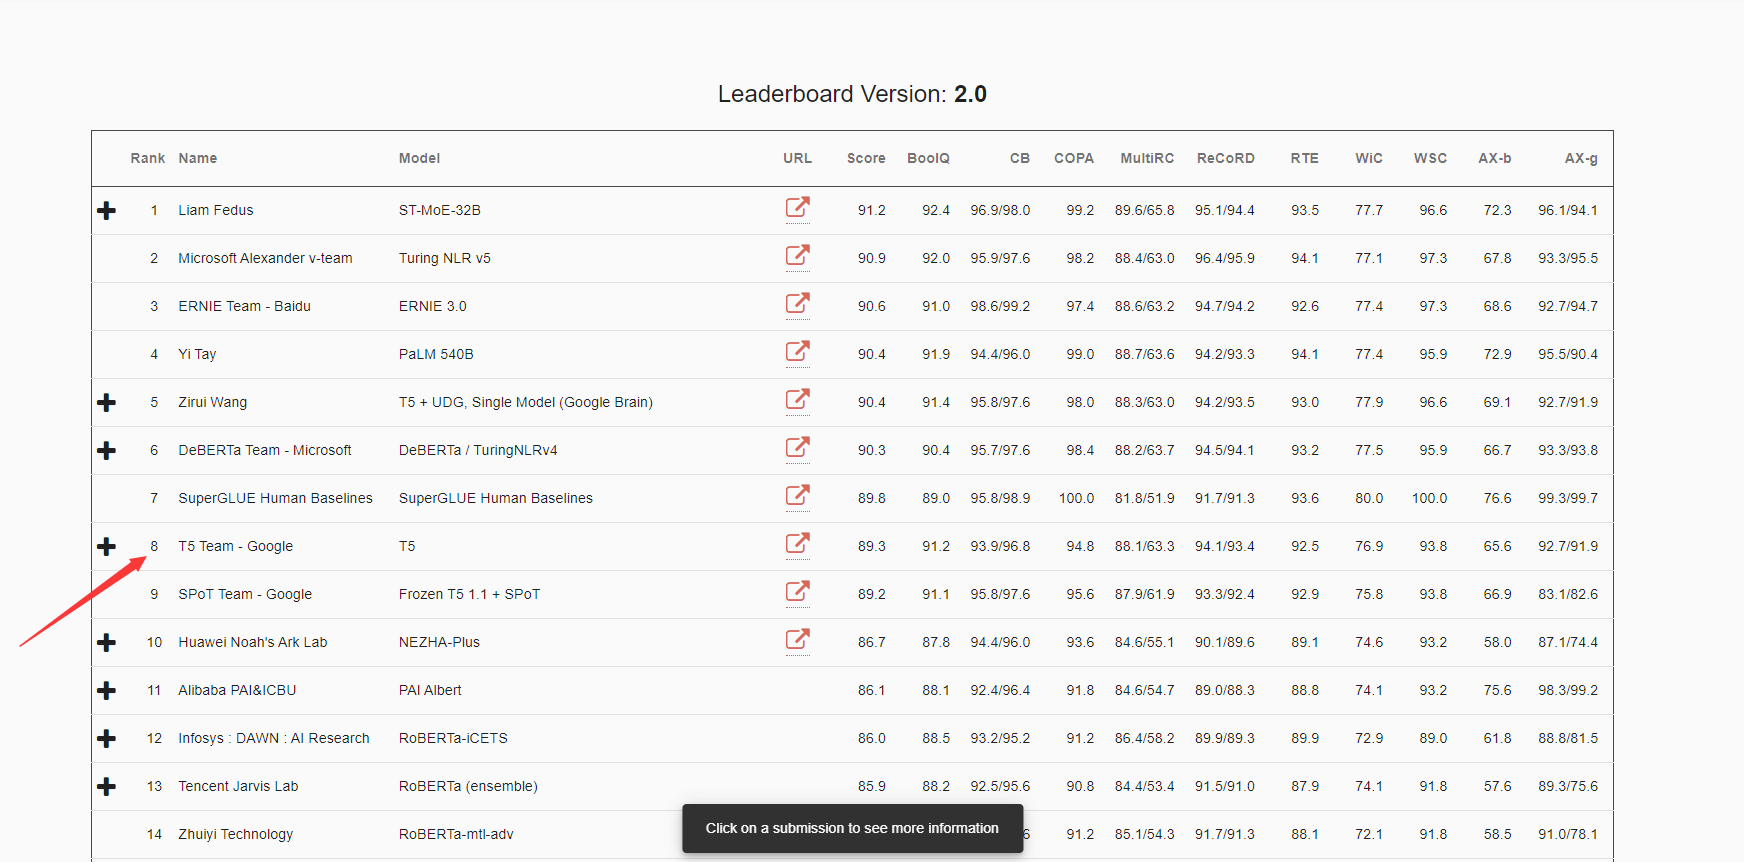 Leaderboard Version: 2.0
Rank Name Model URL Score BoolQ CB COPA MultiRC ReCoRD RTE WiC WSC AX-b AX-g
1 Liam Fedus ST-MoE-32B 91.2 92.4 96.9/98.0 99.2 89.6/65.8 95.1/94.4 93.5 77.7 96.6 72.3 96.1/94.1
2 Microsoft Alexander v-team Turing NLR v5 90.9 92.0 95.9/97.6 98.2 88.4/63.0 96.4/95.9 94.1 77.1 97.3 67.8 93.3/95.5
3 ERNIE Team - Baidu ERNIE 3.0 90.6 91.0 98.6/99.2 97.4 88.6/63.2 94.7/94.2 92.6 77.4 97.3 68.6 92.7/94.7
4 Yi Tay PaLM 540B 90.4 91.9 94.4/96.0 99.0 88.7/63.6 94.2/93.3 94.1 77.4 95.9 72.9 95.5/90.4
5 Zirui Wang T5 + UDG, Single Model (Google Brain) 90.4 91.4 95.8/97.6 98.0 88.3/63.0 94.2/93.5 93.0 77.9 96.6 69.1 92.7/91.9
6 DeBERTa Team - Microsoft DeBERTa / TuringNLRv4 90.3 90.4 95.7/97.6 98.4 88.2/63.7 94.5/94.1 93.2 77.5 95.9 66.7 93.3/93.8
7 SuperGLUE Human Baselines SuperGLUE Human Baselines 89.8 89.0 95.8/98.9 100.0 81.8/51.9 91.7/91.3 93.6 80.0 100.0 76.6 99.3/99.7
8 T5 Team - Google T5 89.3 91.2 93.9/96.8 94.8 88.1/63.3 94.1/93.4 92.5 76.9 93.8 65.6 92.7/91.9
9 SPoT Team - Google Frozen T5 1.1 + SPoT 89.2 91.1 95.8/97.6 95.6 87.9/61.9 93.3/92.4 92.9 75.8 93.8 66.9 83.1/82.6
10 Huawei Noah's Ark Lab NEZHA-Plus 86.7 87.8 94.4/96.0 93.6 84.6/55.1 90.1/89.6 89.1 74.6 93.2 58.0 87.1/74.4
11 Alibaba PAI&ICBU PAI Albert 86.1 88.1 92.4/96.4 91.8 84.6/54.7 89.0/88.3 88.8 74.1 93.2 75.6 98.3/99.2
12 Infosys : DAWN : AI Research RoBERTa-iCETS 86.0 88.5 93.2/95.2 91.2 86.4/58.2 89.9/89.3 89.9 72.9 89.0 61.8 88.8/81.5
13 Tencent Jarvis Lab RoBERTa (ensemble) 85.9 88.2 92.5/95.6 90.8 84.4/53.4 91.5/91.0 87.9 74.1 91.8 57.6 89.3/75.6
14 Zhuiyi Technology RoBERTa-mtl-adv 6 91.2 85.1/54.3 91.7/91.3 88.1 72.1 91.8 58.5 91.0/78.1
Click on a submission to see more information